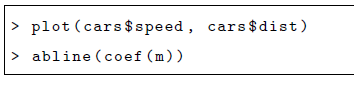 > plot(cars$speed, cars$dist)
> abline(coef(m))